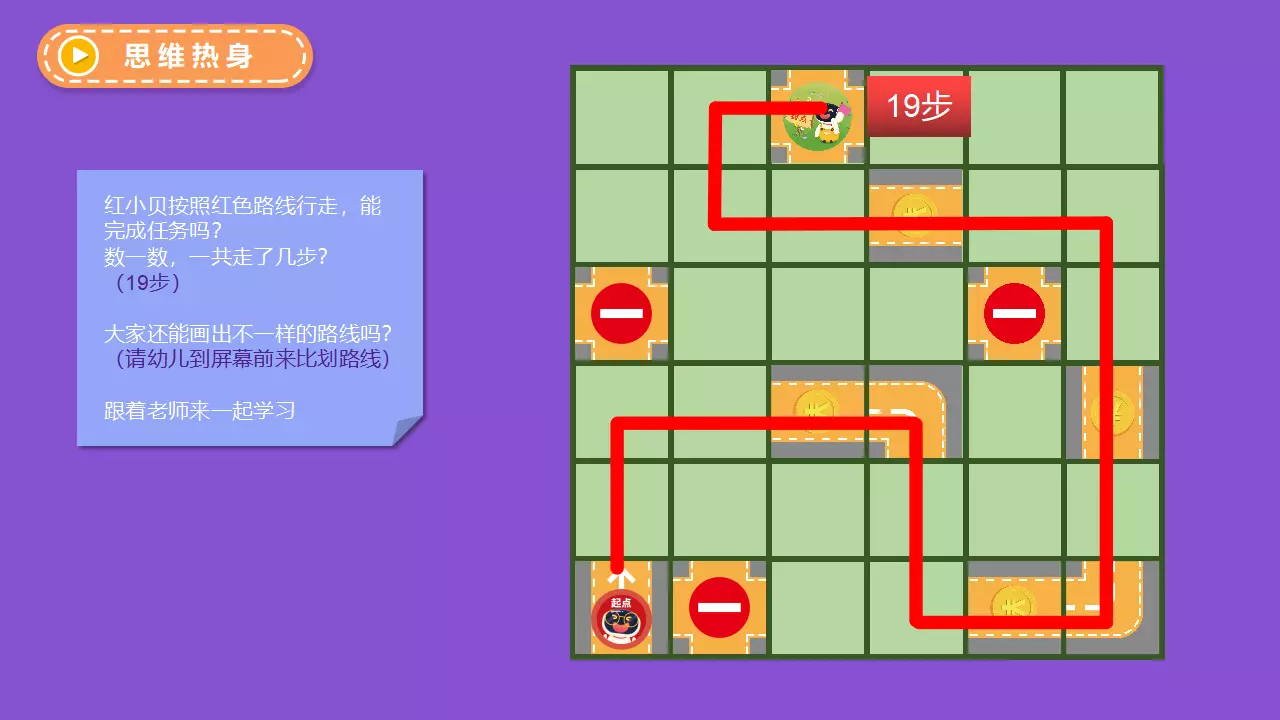 思维热身
19步
红小贝按照红色路线行走，能
完成任务吗？
数一数，一共走了几步？
（19步）
大家还能画出不一样的路线吗？
（请幼儿到屏幕前来比划路线）
跟着老师来一起学习
起点